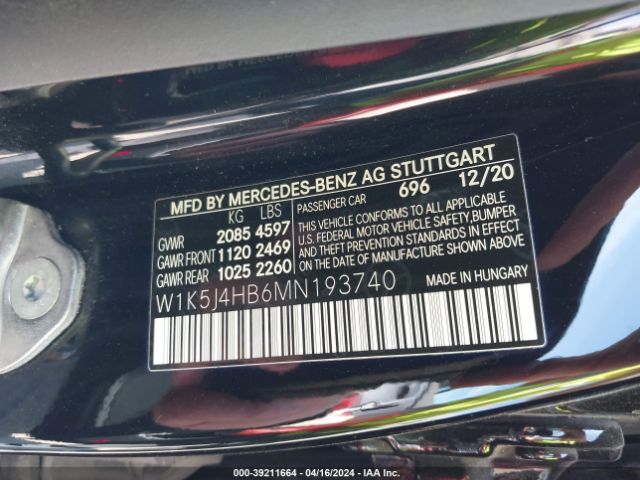 MFD BY MERCEDES-BENZ AG STUTTGART
KG LBS
GVWR 2085 4597
GAWR FRONT 1120 2469
GAWR REAR 1025 2260
PASSENGER CAR 696 12/20
THIS VEHICLE CONFORMS TO ALL APPLICABLE
U.S. FEDERAL MOTOR VEHICLE SAFETY, BUMPER
AND THEFT PREVENTION STANDARDS IN EFFECT
ON THE DATE OF MANUFACTURE SHOWN ABOVE
W1K5J4HB6MN193740 MADE IN HUNGARY
000-39211664 / 04/16/2024 / IAA Inc.